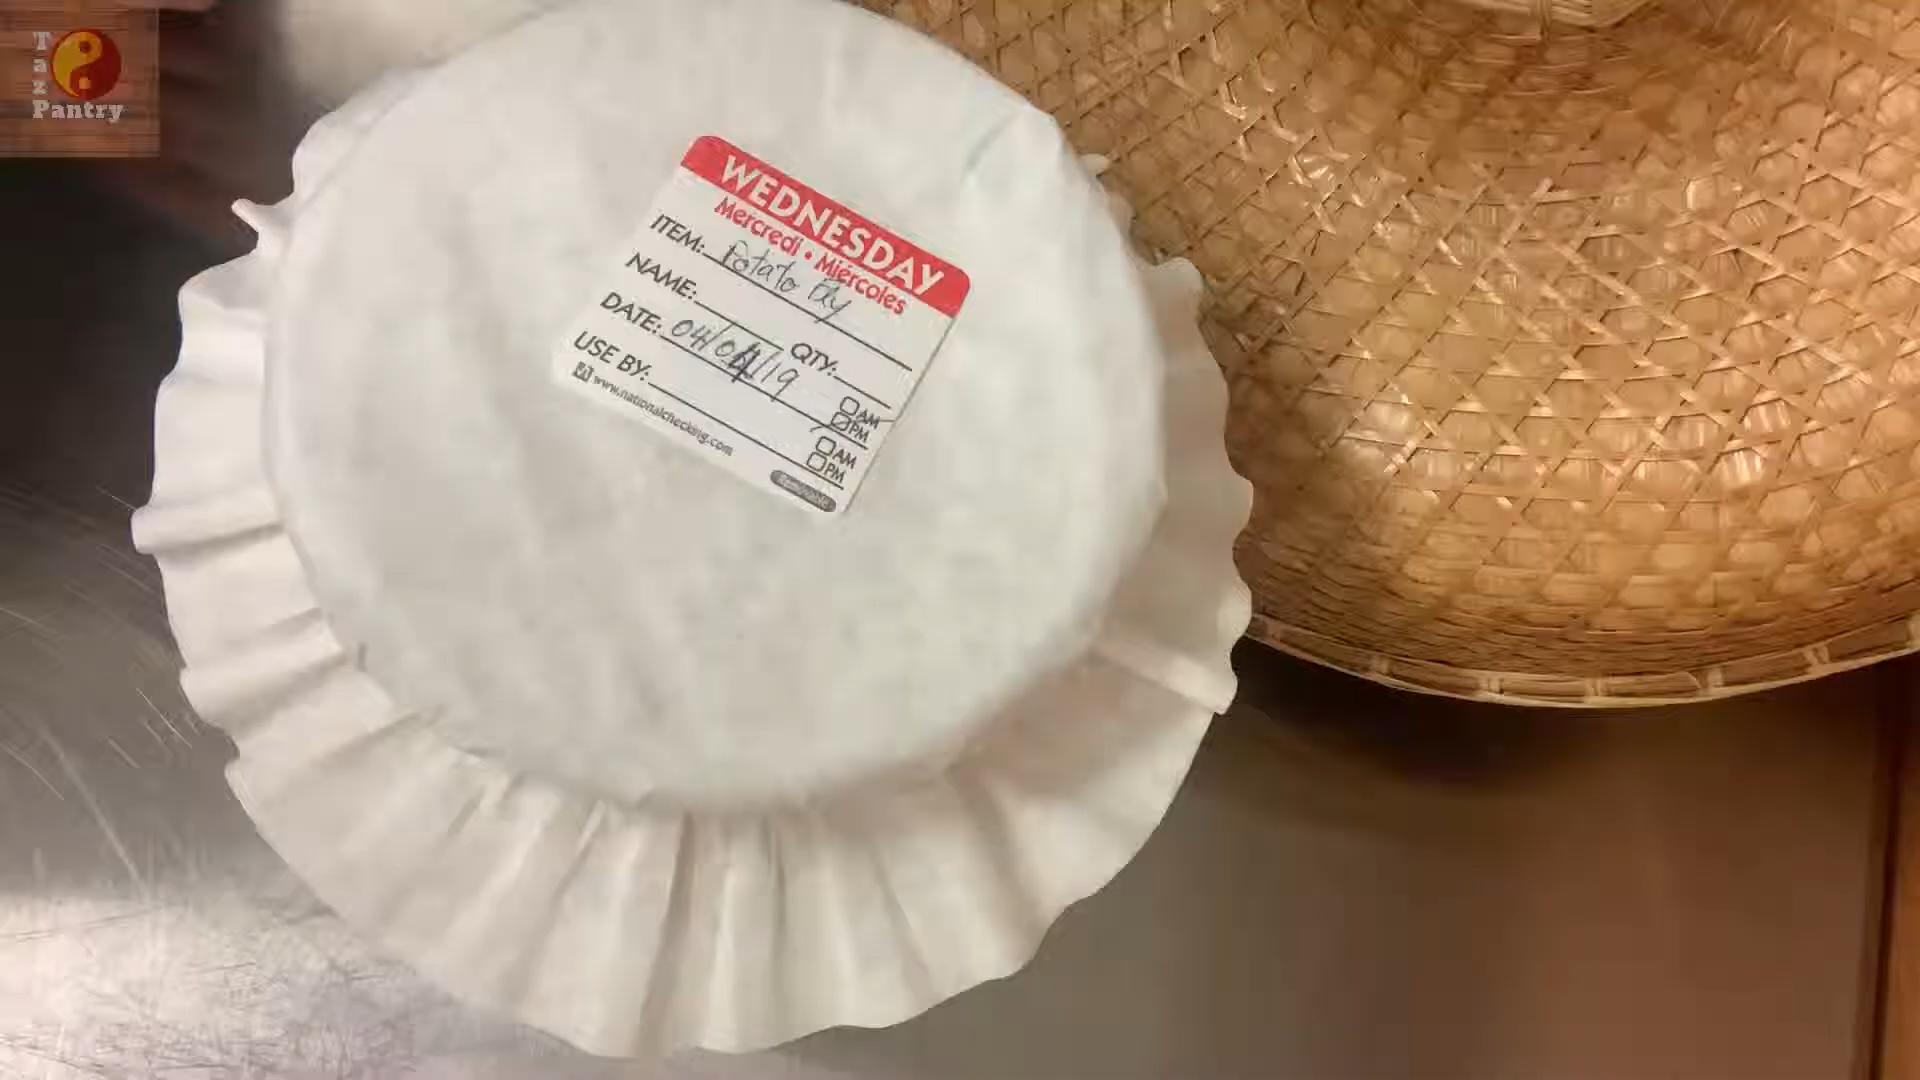 Taz
Pantry
WEDNESDAY
Mercredi • Miércoles
ITEM: Potato
NAME:
QTY:
DATE: 04/04/19
AM
PM
USE BY:
AM
PM
www.nationalchecking.com
Removable